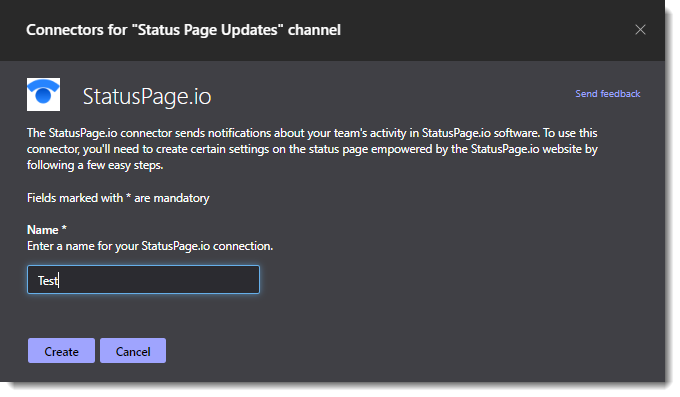 Connectors for "Status Page Updates" channel
StatusPage.io
Send feedback
The StatusPage.io connector sends notifications about your team's activity in StatusPage.io software. To use this
connector, you'll need to create certain settings on the status page empowered by the StatusPage.io website by
following a few easy steps.
Fields marked with * are mandatory
Name *
Enter a name for your StatusPage.io connection.
Test
Create
Cancel